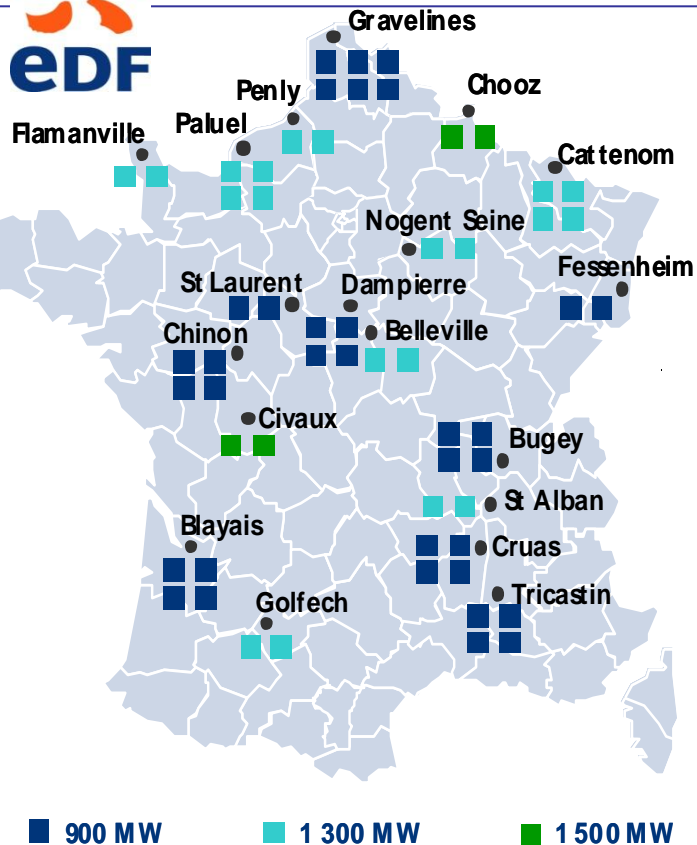 eDF
Gravelines
Chooz
Penly
Paluel
Flamanville
Cattenom
Nogent Seine
Fessenheim
St Laurent
Dampierre
Belleville
Chinon
Civaux
Bugey
St Alban
Blayais
Cruas
Tricastin
Golfech
900 MW
1 300 MW
1 500 MW